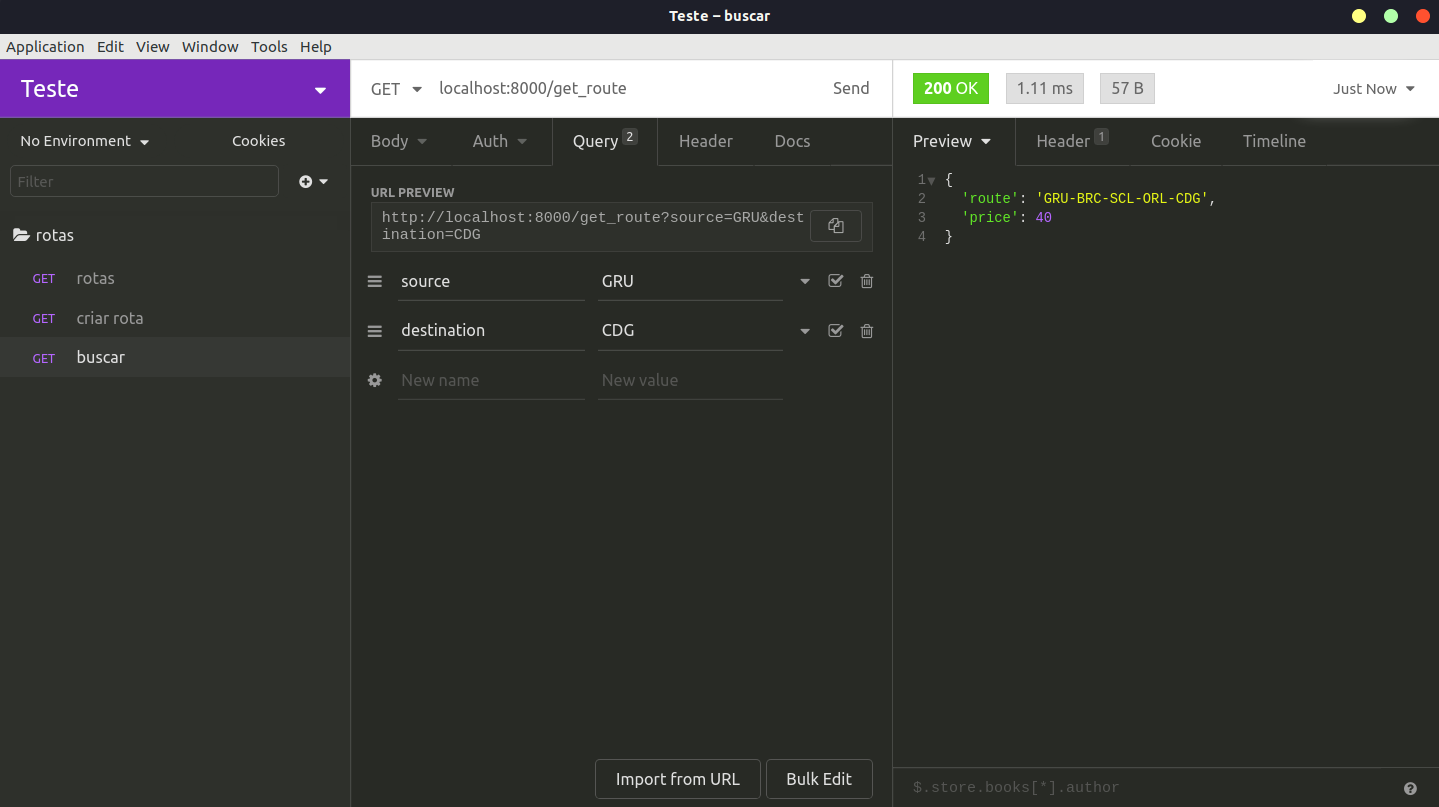 Teste – buscar
Application Edit View Window Tools Help
Teste
GET localhost:8000/get_route Send
200 OK 1.11 ms 57 B Just Now
No Environment Cookies
Body Auth Query 2 Header Docs
Preview Header 1 Cookie Timeline
Filter
URL PREVIEW
http://localhost:8000/get_route?source=GRU&dest
ination=CDG
1 {
2 'route': 'GRU-BRC-SCL-ORL-CDG',
3 'price': 40
4 }
rotas
GET rotas
GET criar rota
GET buscar
source GRU
destination CDG
New name New value
Import from URL Bulk Edit
$.store.books[*].author